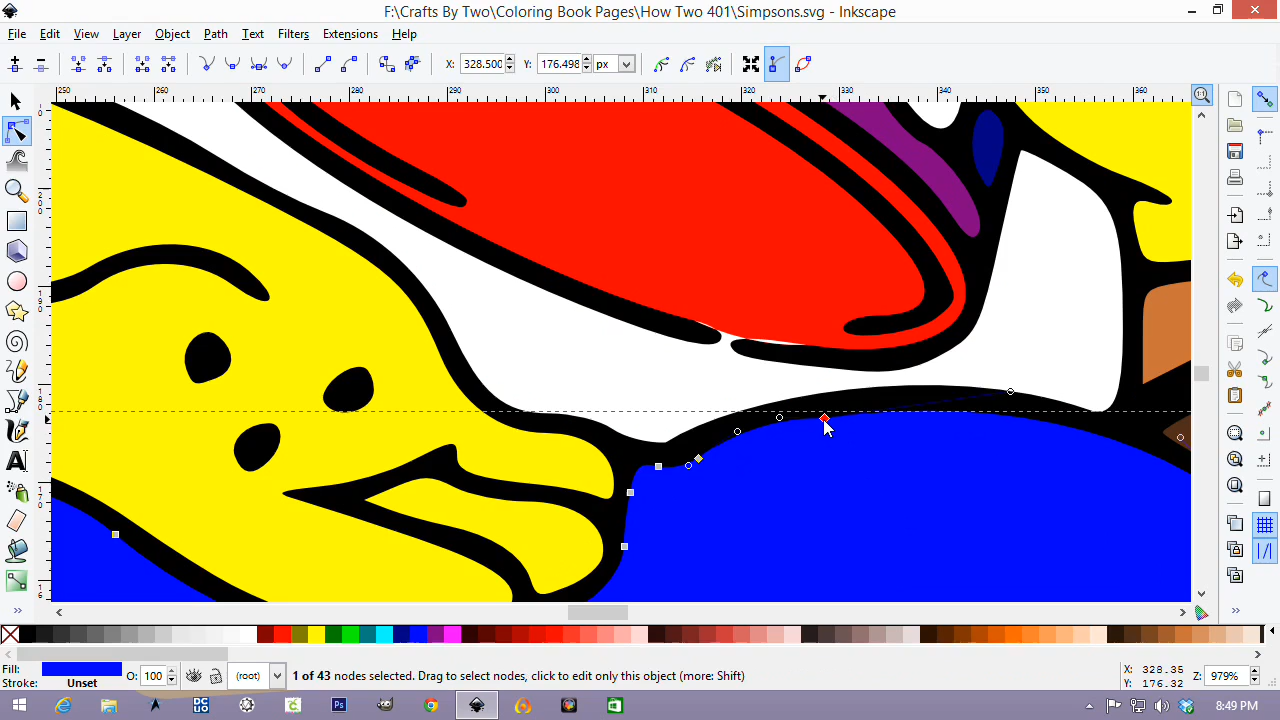 F:\Crafts By Two\Coloring Book Pages\How Two 401\Simpsons.svg - Inkscape
File Edit View Layer Object Path Text Filters Extensions Help
X: 328.500 Y: 176.498 px
250 260 270 280 290 300 310 320 330 340 350 360
Fill:
Stroke: Unset
O: 100
(root)
1 of 43 nodes selected. Drag to select nodes, click to edit only this object (more: Shift)
X: 328.35
Y: 176.32
Z: 979%
8:49 PM